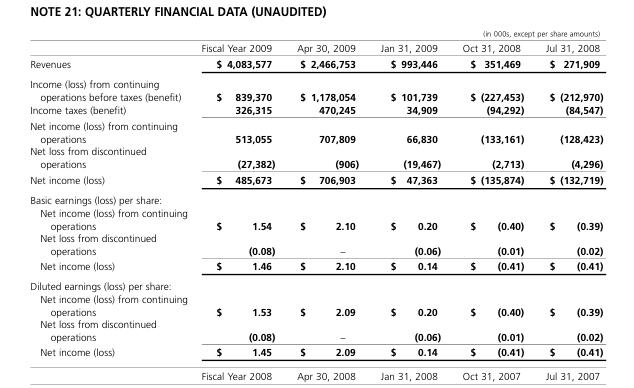 NOTE 21: QUARTERLY FINANCIAL DATA (UNAUDITED)
(in 000s, except per share amounts)
Fiscal Year 2009 Apr 30, 2009 Jan 31, 2009 Oct 31, 2008 Jul 31, 2008
Revenues $ 4,083,577 $ 2,466,753 $ 993,446 $ 351,469 $ 271,909
Income (loss) from continuing
operations before taxes (benefit) $ 839,370 $ 1,178,054 $ 101,739 $ (227,453) $ (212,970)
Income taxes (benefit) 326,315 470,245 34,909 (94,292) (84,547)
Net income (loss) from continuing
operations 513,055 707,809 66,830 (133,161) (128,423)
Net loss from discontinued
operations (27,382) (906) (19,467) (2,713) (4,296)
Net income (loss) $ 485,673 $ 706,903 $ 47,363 $ (135,874) $ (132,719)
Basic earnings (loss) per share:
Net income (loss) from continuing
operations $ 1.54 $ 2.10 $ 0.20 $ (0.40) $ (0.39)
Net loss from discontinued
operations (0.08) – (0.06) (0.01) (0.02)
Net income (loss) $ 1.46 $ 2.10 $ 0.14 $ (0.41) $ (0.41)
Diluted earnings (loss) per share:
Net income (loss) from continuing
operations $ 1.53 $ 2.09 $ 0.20 $ (0.40) $ (0.39)
Net loss from discontinued
operations (0.08) – (0.06) (0.01) (0.02)
Net income (loss) $ 1.45 $ 2.09 $ 0.14 $ (0.41) $ (0.41)
Fiscal Year 2008 Apr 30, 2008 Jan 31, 2008 Oct 31, 2007 Jul 31, 2007